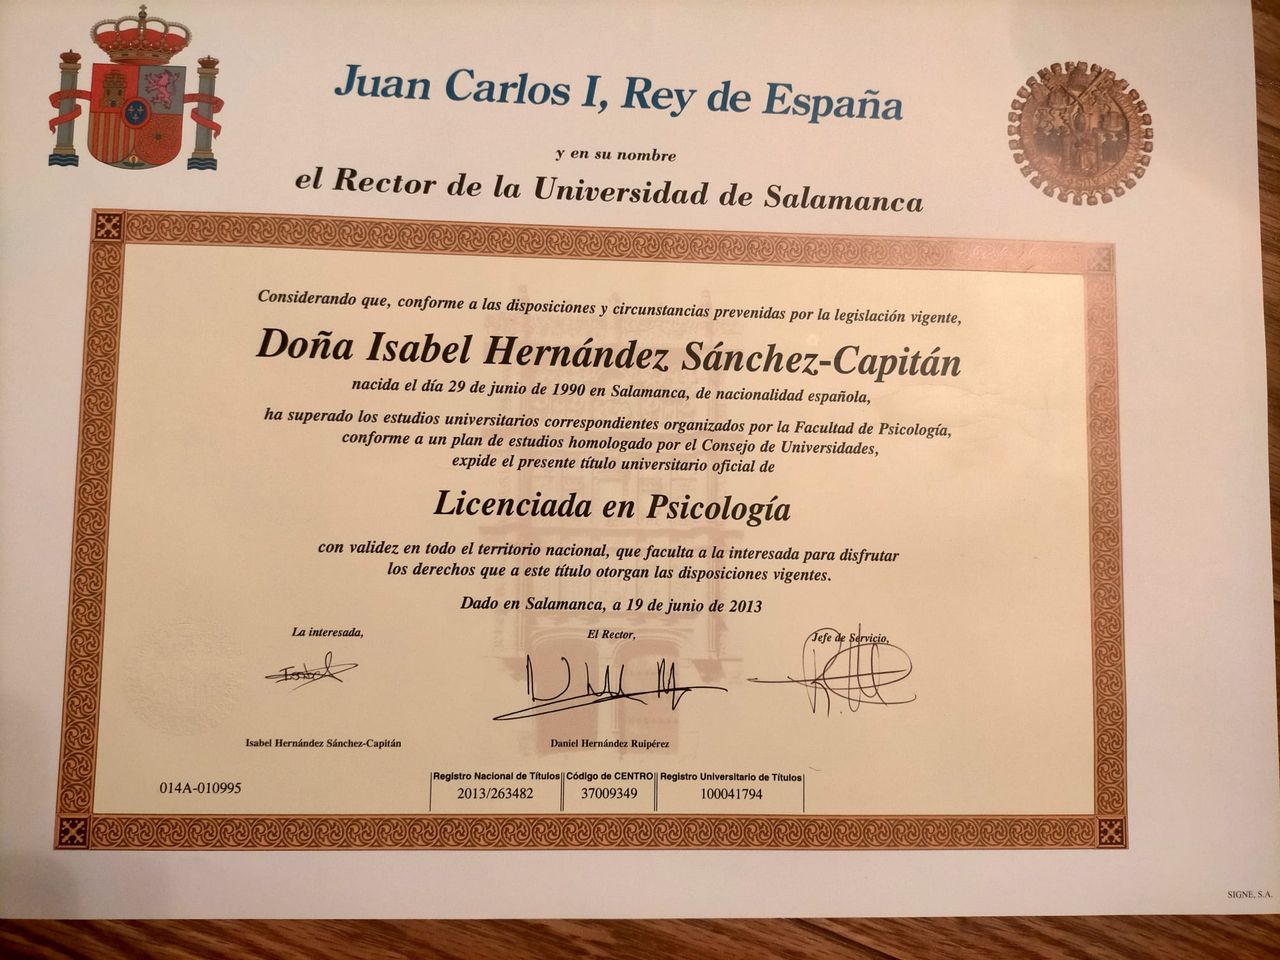 Juan Carlos I, Rey de España
y en su nombre
el Rector de la Universidad de Salamanca
Considerando que, conforme a las disposiciones y circunstancias prevenidas por la legislación vigente,
Doña Isabel Hernández Sánchez-Capitán
nacida el día 29 de junio de 1990 en Salamanca, de nacionalidad española,
ha superado los estudios universitarios correspondientes organizados por la Facultad de Psicología,
conforme a un plan de estudios homologado por el Consejo de Universidades,
expide el presente título universitario oficial de
Licenciada en Psicología
con validez en todo el territorio nacional, que faculta a la interesada para disfrutar
los derechos que a este título otorgan las disposiciones vigentes.
Dado en Salamanca, a 19 de junio de 2013
La interesada, El Rector, Jefe de Servicio,
Isabel
Isabel Hernández Sánchez-Capitán Daniel Hernández Ruipérez
Registro Nacional de Títulos Código de CENTRO Registro Universitario de Títulos
014A-010995 2013/263482 37009349 100041794
SIGNE, S.A.